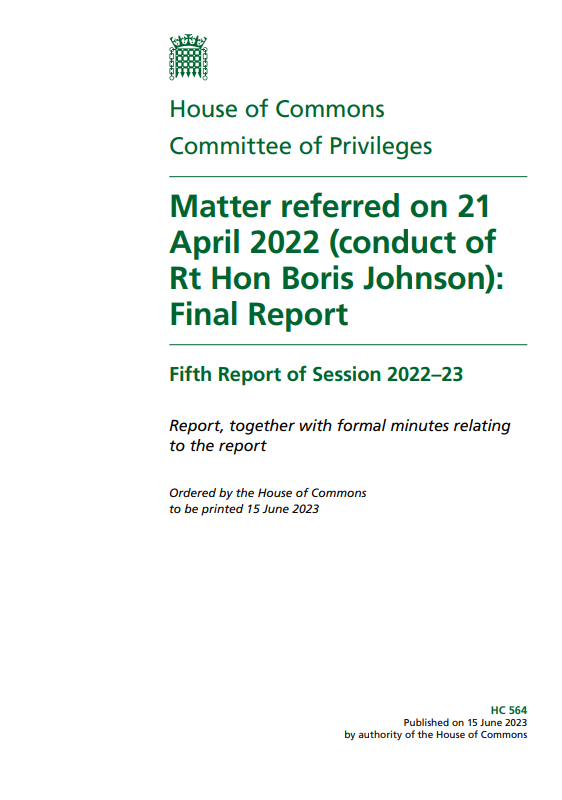 House of Commons
Committee of Privileges
Matter referred on 21
April 2022 (conduct of
Rt Hon Boris Johnson):
Final Report
Fifth Report of Session 2022–23
Report, together with formal minutes relating
to the report
Ordered by the House of Commons
to be printed 15 June 2023
HC 564
Published on 15 June 2023
by authority of the House of Commons